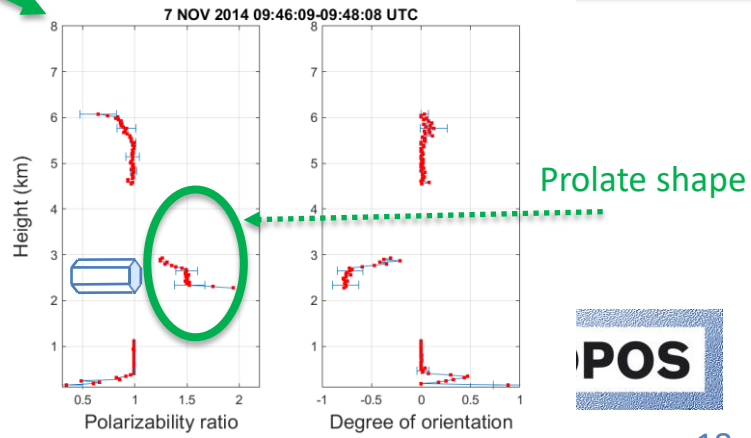 7 NOV 2014 09:46:09-09:48:08 UTC
8
7
6
5
4
3
2
1
Height (km)
0.5 1 1.5 2
Polarizability ratio
8
7
6
5
4
3
2
1
-1 -0.5 0 0.5 1
Degree of orientation
Prolate shape
OPOS